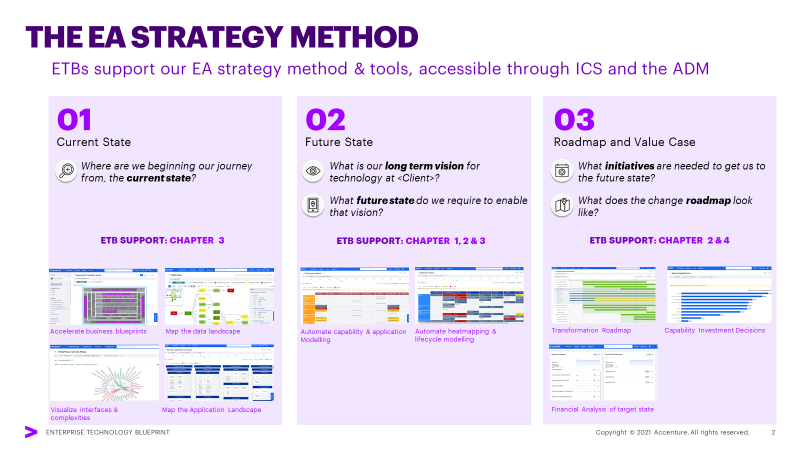 THE EA STRATEGY METHOD
ETBs support our EA strategy method & tools, accessible through ICS and the ADM
01
Current State
Where are we beginning our journey
from, the current state?
ETB SUPPORT: CHAPTER 3
Accelerate business blueprints
Map the data landscape
Visualize interfaces &
complexities
Map the Application Landscape
02
Future State
What is our long term vision for
technology at <Client>?
What future state do we require to enable
that vision?
ETB SUPPORT: CHAPTER 1, 2 & 3
Automate capability & application
Modelling
Automate heatmapping &
lifecycle modelling
03
Roadmap and Value Case
What initiatives are needed to get us to
the future state?
What does the change roadmap look
like?
ETB SUPPORT: CHAPTER 2 & 4
Transformation Roadmap
Capability Investment Decisions
Financial Analysis of target state
ENTERPRISE TECHNOLOGY BLUEPRINT
Copyright © 2021 Accenture. All rights reserved.
2